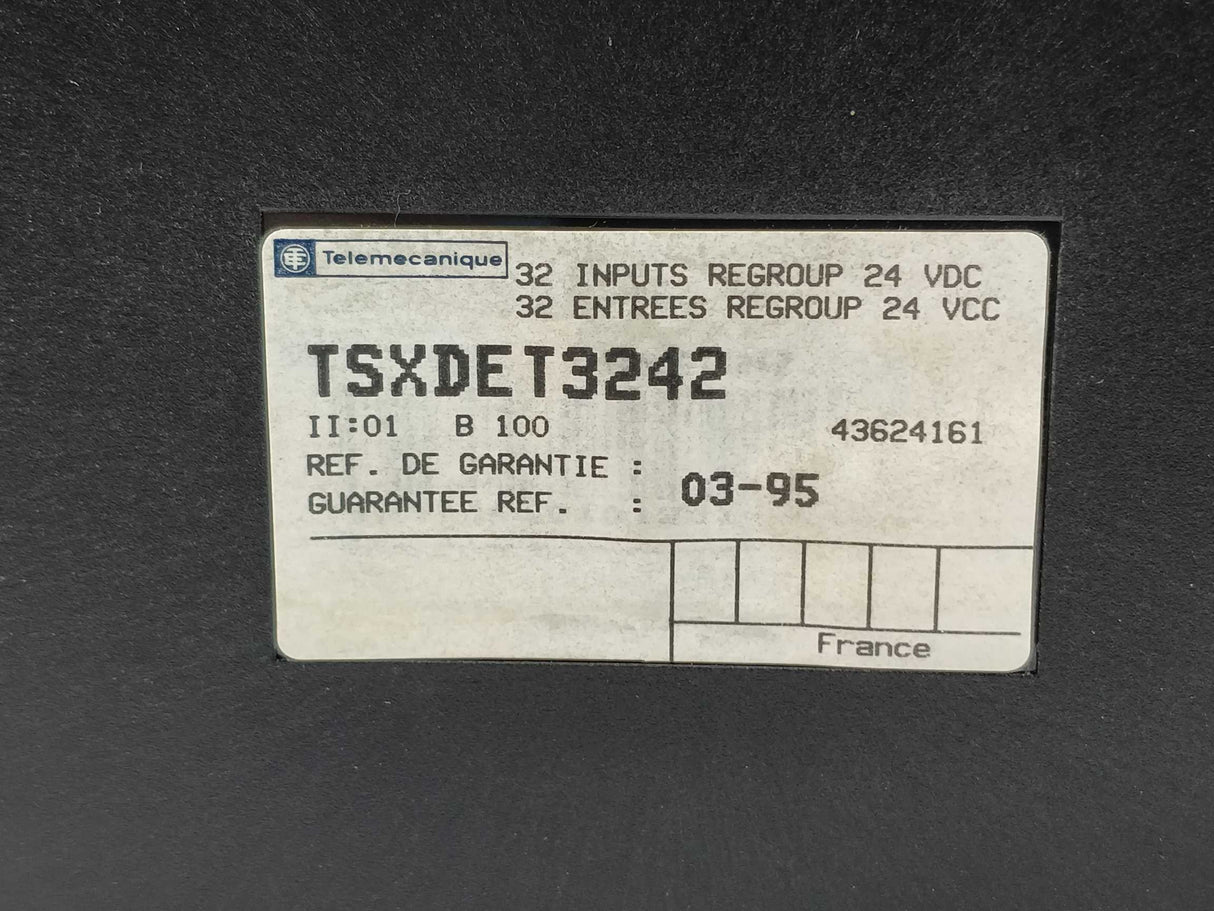 Telemecanique
32 INPUTS REGROUP 24 VDC
32 ENTREES REGROUP 24 VCC
TSXDET3242
II:01 B 100 43624161
REF. DE GARANTIE :
GUARANTEE REF. : 03-95
France